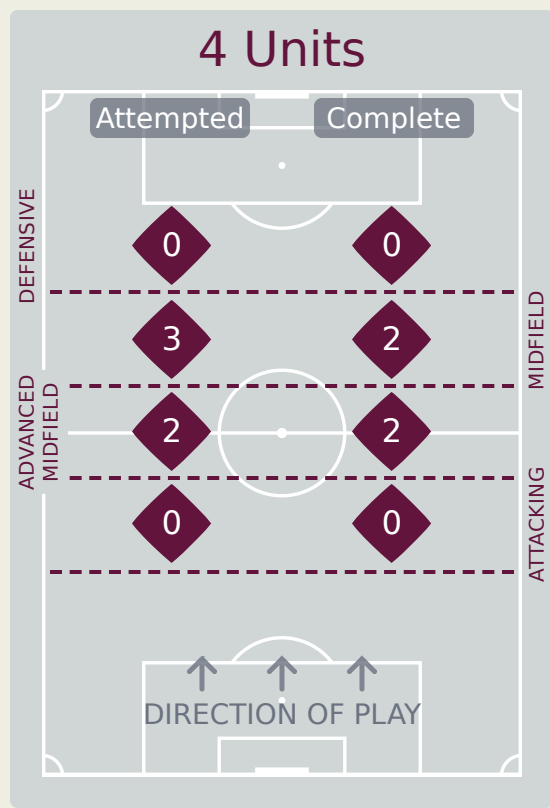 4 Units
Attempted
Complete
DEFENSIVE
0
0
MIDFIELD
3
2
ADVANCED
MIDFIELD
2
2
ATTACKING
0
0
DIRECTION OF PLAY